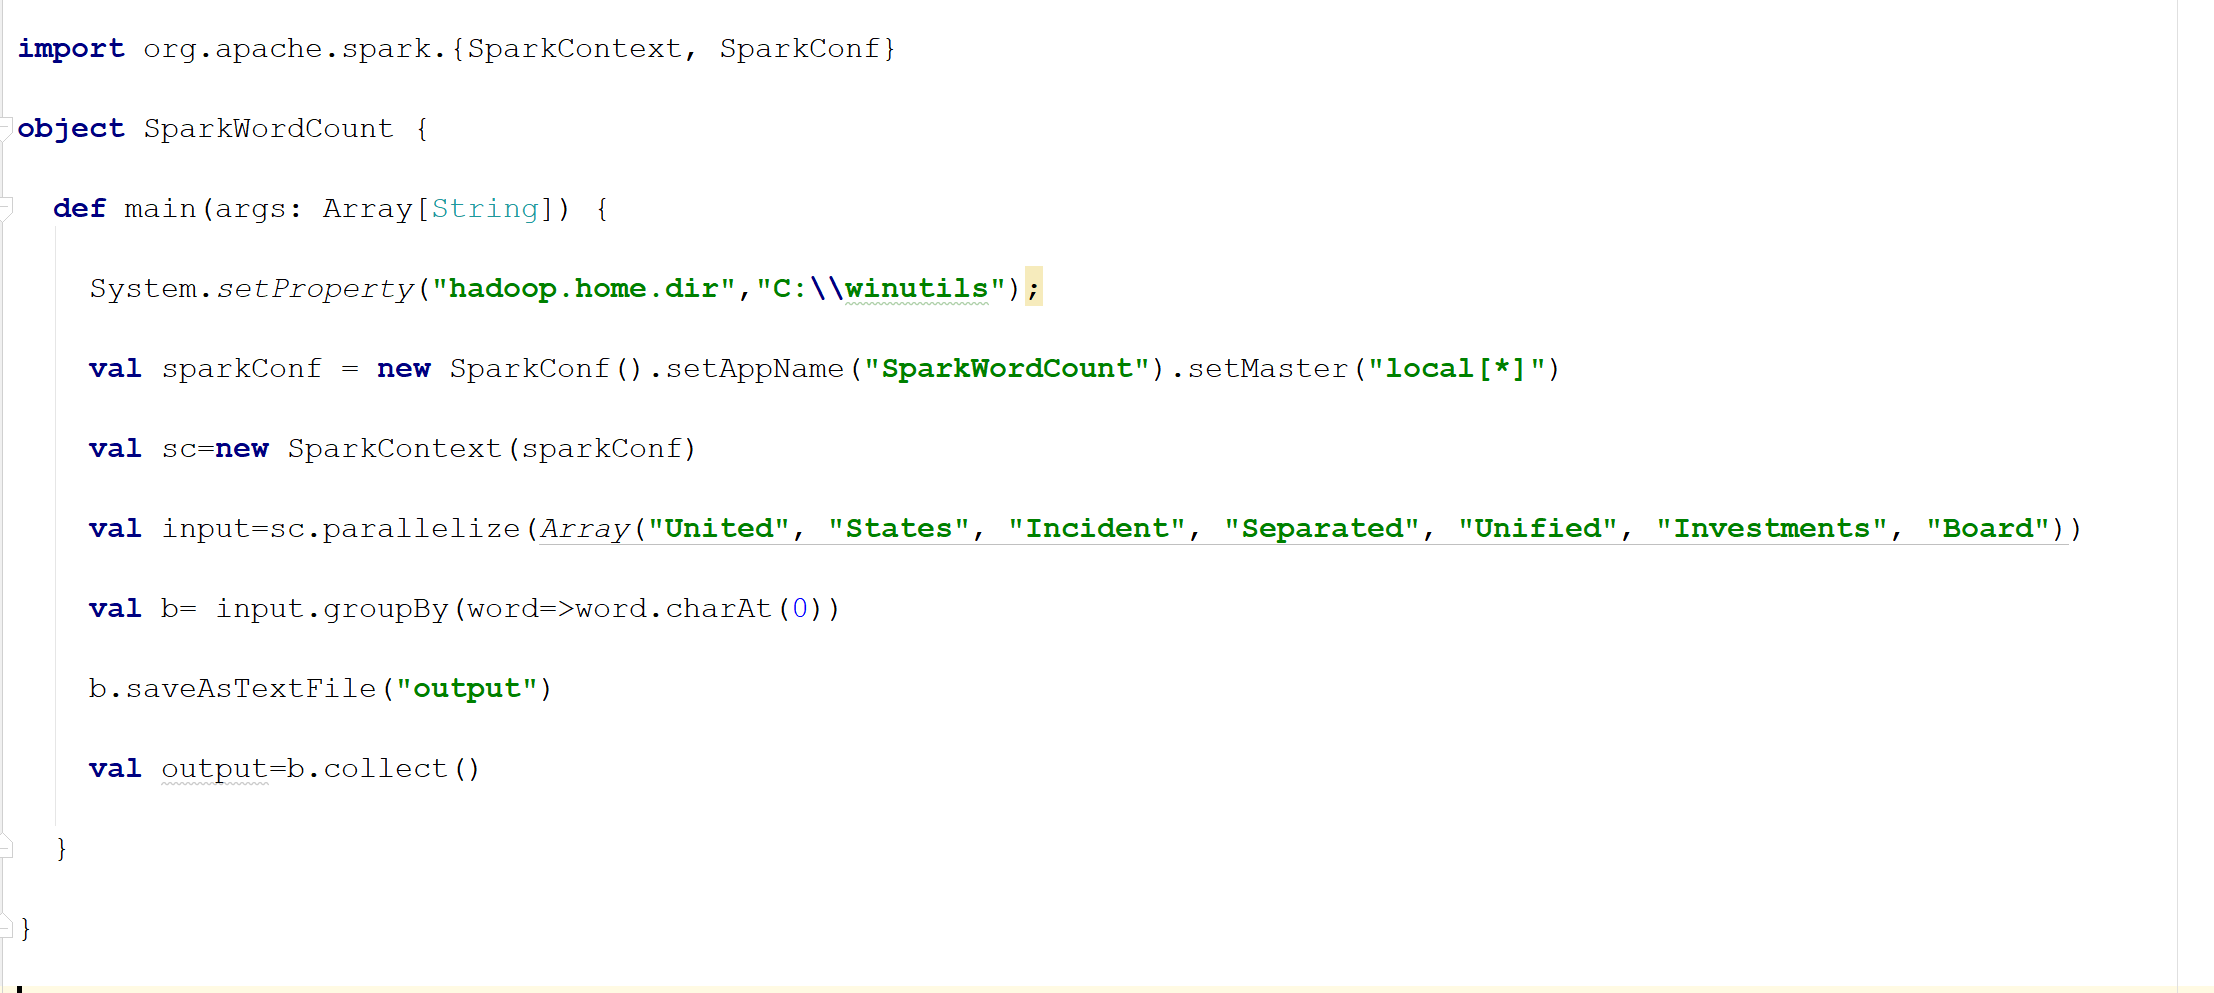 import org.apache.spark.{SparkContext, SparkConf}
object SparkWordCount {
def main(args: Array[String]) {
System.setProperty("hadoop.home.dir","C:\\winutils");
val sparkConf = new SparkConf().setAppName("SparkWordCount").setMaster("local[*]")
val sc=new SparkContext(sparkConf)
val input=sc.parallelize(Array("United", "States", "Incident", "Separated", "Unified", "Investments", "Board"))
val b= input.groupBy(word=>word.charAt(0))
b.saveAsTextFile("output")
val output=b.collect()
}
}